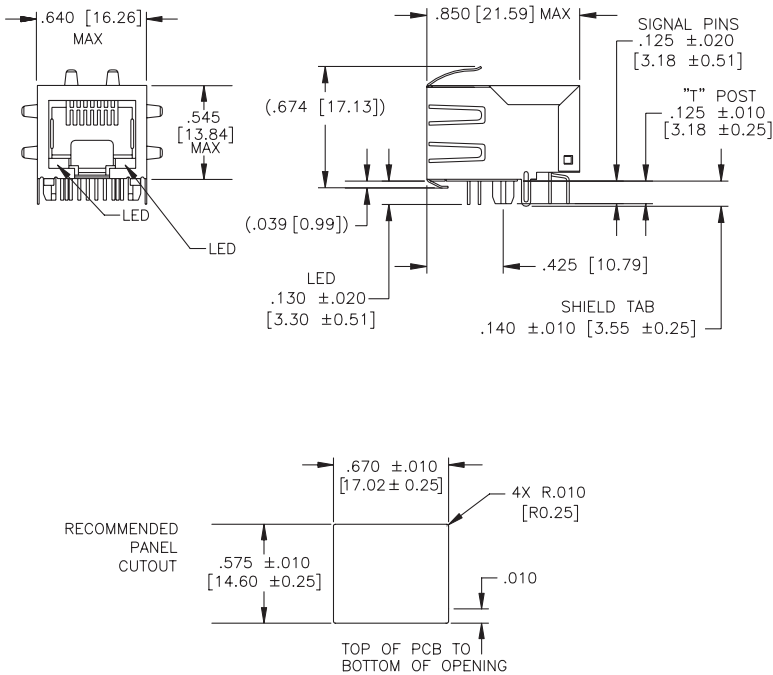 .640 [16.26]
MAX
.545
[13.84]
MAX
LED
LED
.850 [21.59] MAX
(.674 [17.13])
(.039 [0.99])
LED
.130 ±.020
[3.30 ±0.51]
.425 [10.79]
SIGNAL PINS
.125 ±.020
[3.18 ±0.51]
"T" POST
.125 ±.010
[3.18 ±0.25]
SHIELD TAB
.140 ±.010 [3.55 ±0.25]
RECOMMENDED
PANEL
CUTOUT
.670 ±.010
[17.02± 0.25]
.575 ±.010
[14.60 ±0.25]
4X R.010
[R0.25]
.010
TOP OF PCB TO
BOTTOM OF OPENING